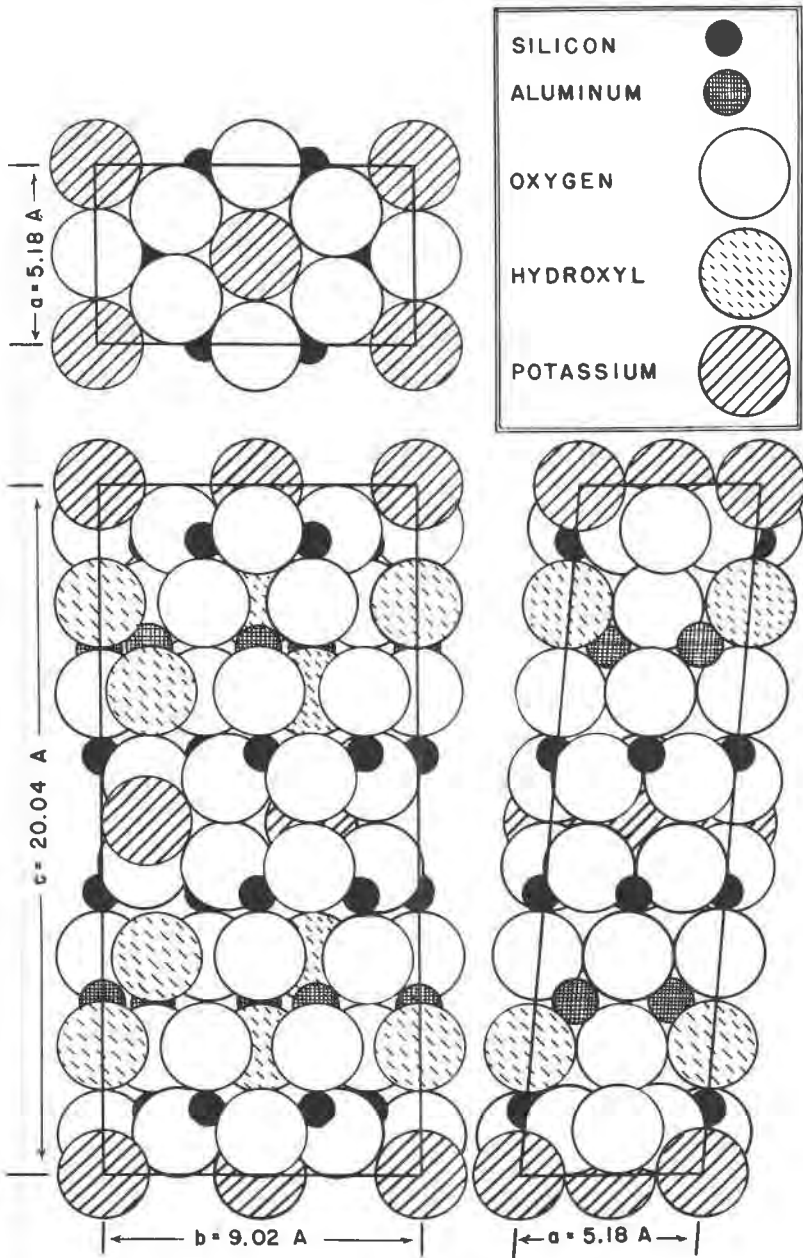 SILICON
ALUMINUM
OXYGEN
HYDROXYL
POTASSIUM
a = 5.18 A
c = 20.04 A
b = 9.02 A
a = 5.18 A